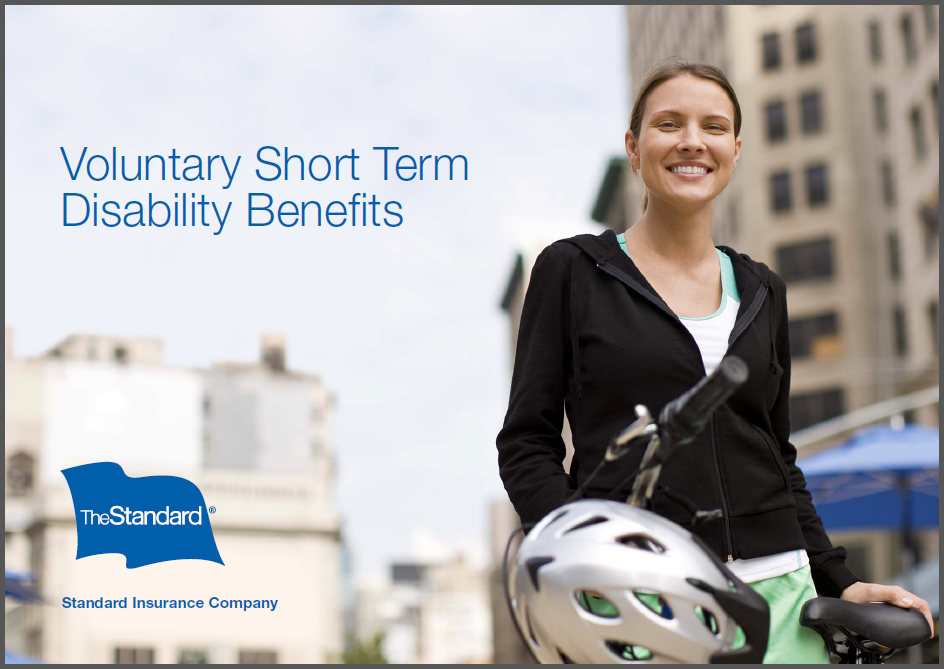 Voluntary Short Term
Disability Benefits
TheStandard®
Standard Insurance Company